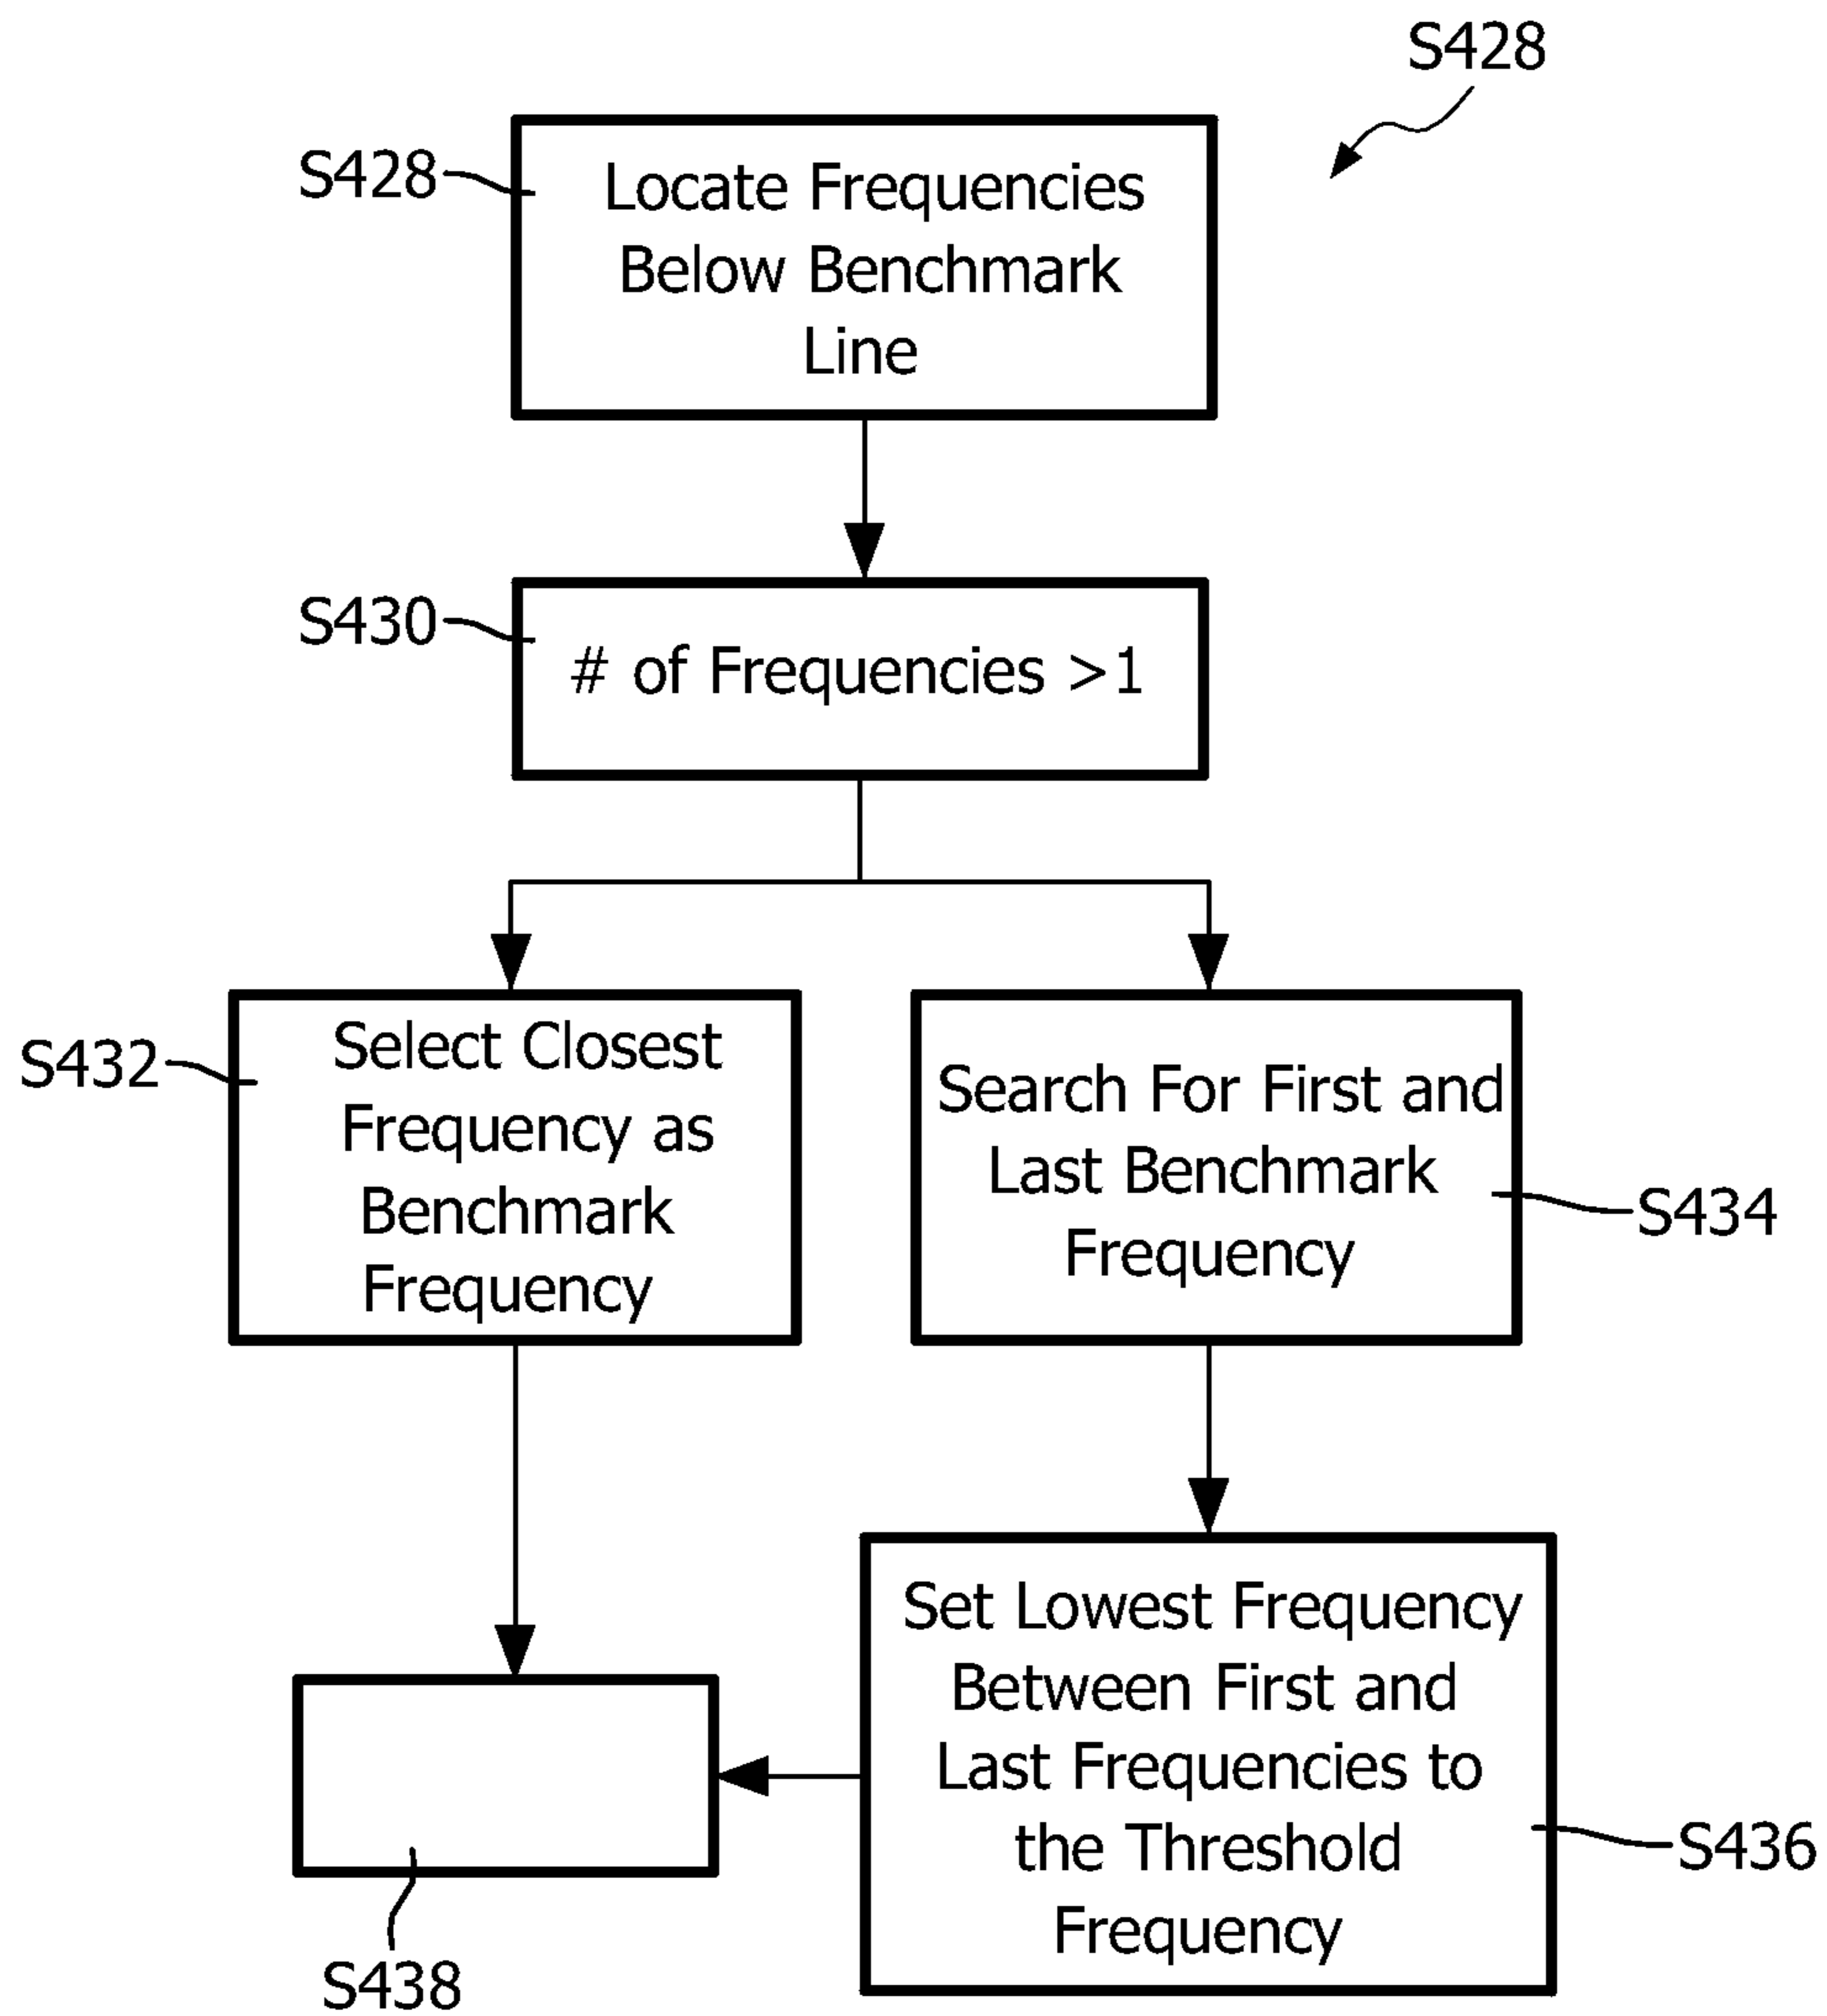 S428
S428
Locate Frequencies
Below Benchmark
Line
S430
# of Frequencies >1
S432
Select Closest
Frequency as
Benchmark
Frequency
Search For First and
Last Benchmark
Frequency
S434
Set Lowest Frequency
Between First and
Last Frequencies to
the Threshold
Frequency
S436
S438